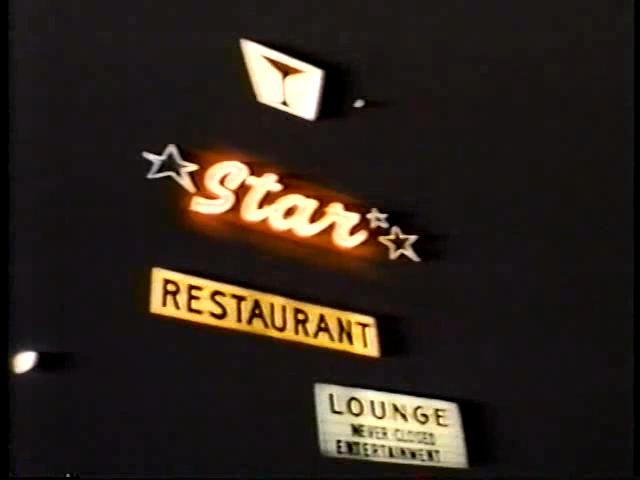 Star
RESTAURANT
LOUNGE
NEVER CLOSED
ENTERTAINMENT